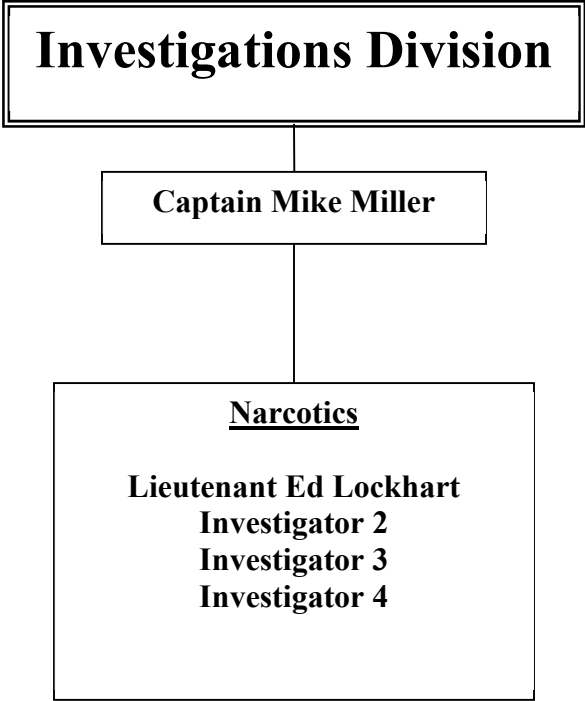 Investigations Division
Captain Mike Miller
Narcotics
Lieutenant Ed Lockhart
Investigator 2
Investigator 3
Investigator 4